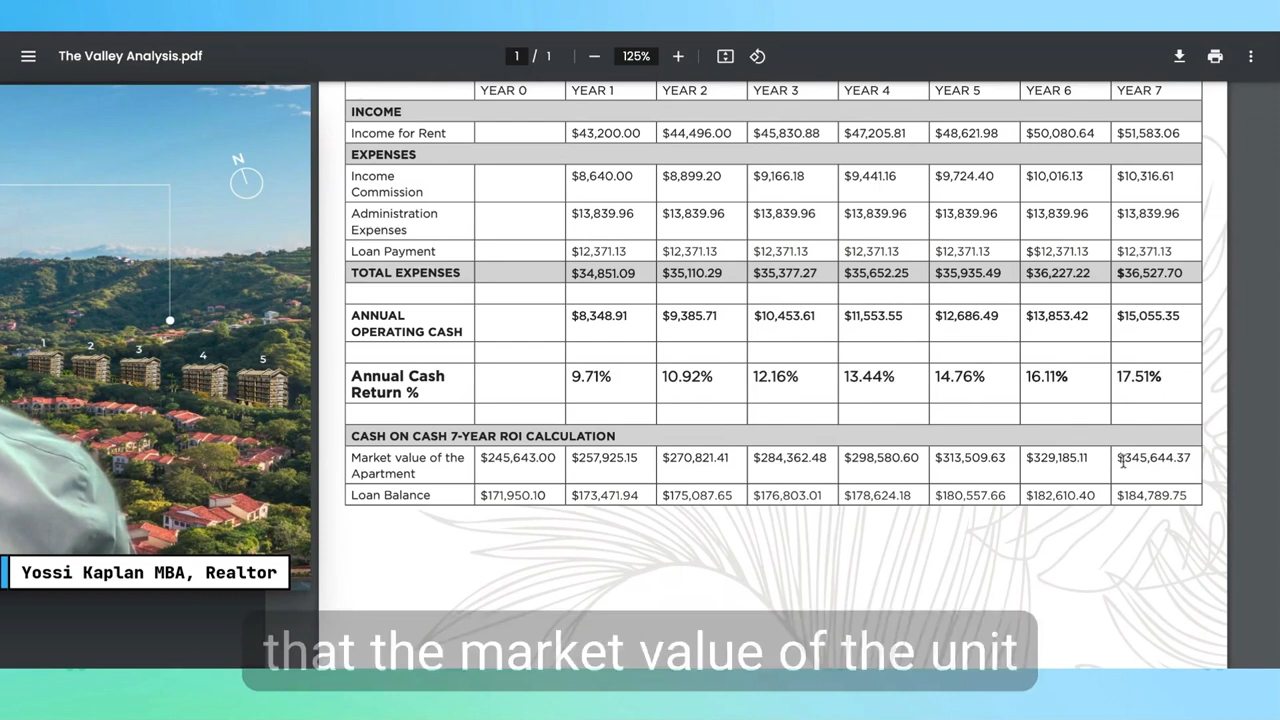 The Valley Analysis.pdf
1 / 1
125%
N
1 2 3 4 5
YEAR 0 YEAR 1 YEAR 2 YEAR 3 YEAR 4 YEAR 5 YEAR 6 YEAR 7
INCOME
Income for Rent $43,200.00 $44,496.00 $45,830.88 $47,205.81 $48,621.98 $50,080.64 $51,583.06
EXPENSES
Income $8,640.00 $8,899.20 $9,166.18 $9,441.16 $9,724.40 $10,016.13 $10,316.61
Commission
Administration $13,839.96 $13,839.96 $13,839.96 $13,839.96 $13,839.96 $13,839.96 $13,839.96
Expenses
Loan Payment $12,371.13 $12,371.13 $12,371.13 $12,371.13 $12,371.13 $$12,371.13 $12,371.13
TOTAL EXPENSES $34,851.09 $35,110.29 $35,377.27 $35,652.25 $35,935.49 $36,227.22 $36,527.70
ANNUAL $8,348.91 $9,385.71 $10,453.61 $11,553.55 $12,686.49 $13,853.42 $15,055.35
OPERATING CASH
Annual Cash 9.71% 10.92% 12.16% 13.44% 14.76% 16.11% 17.51%
Return %
CASH ON CASH 7-YEAR ROI CALCULATION
Market value of the $245,643.00 $257,925.15 $270,821.41 $284,362.48 $298,580.60 $313,509.63 $329,185.11 $345,644.37
Apartment
Loan Balance $171,950.10 $173,471.94 $175,087.65 $176,803.01 $178,624.18 $180,557.66 $182,610.40 $184,789.75
Yossi Kaplan MBA, Realtor
that the market value of the unit